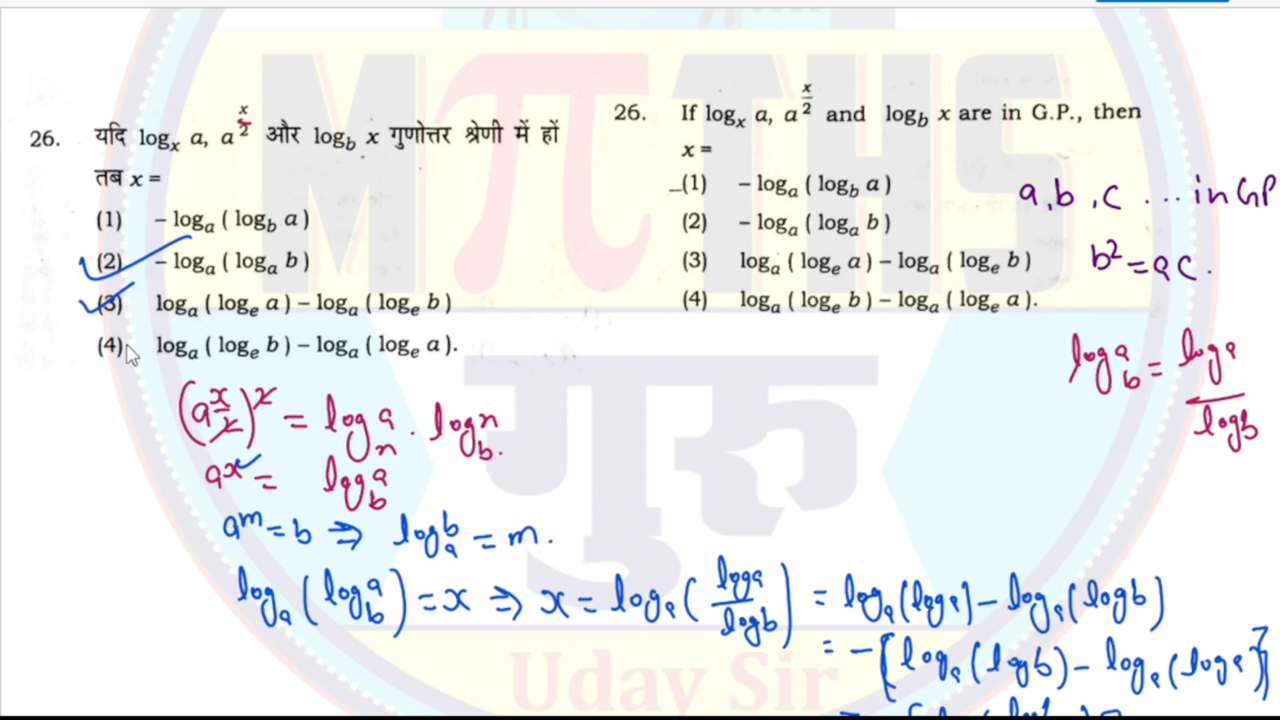 MπTHS
26. यदि log_x a, a^{x/2} और log_b x गुणोत्तर श्रेणी में हों
तब x =
(1) – log_a ( log_b a )
(2) – log_a ( log_a b )
(3) log_a ( log_e a ) – log_a ( log_e b )
(4) log_a ( log_e b ) – log_a ( log_e a ).
26. If log_x a, a^{x/2} and log_b x are in G.P., then
x =
(1) – log_a ( log_b a )
(2) – log_a ( log_a b )
(3) log_a ( log_e a ) – log_a ( log_e b )
(4) log_a ( log_e b ) – log_a ( log_e a ).
a, b, c ... in GP
b² = a c.
log_b a = log a / log b
(a^{x/2})² = log_x a . log_b x.
a^x = log_b a
a^m = b ⇒ log_a b = m.
log_a (log_b a) = x ⇒ x = log_a (log a / log b) = log_a (log a) – log_a (log b)
= – [log_a (log b) – log_a (log a)]
गुरु
Uday Sir